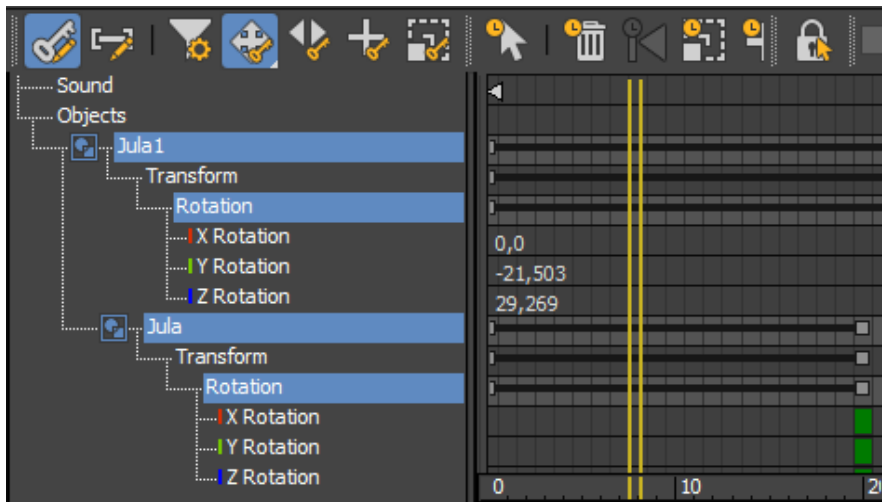 Sound
Objects
Jula1
Transform
Rotation
X Rotation
0,0
Y Rotation
-21,503
Z Rotation
29,269
Jula
Transform
Rotation
X Rotation
Y Rotation
Z Rotation
0 10